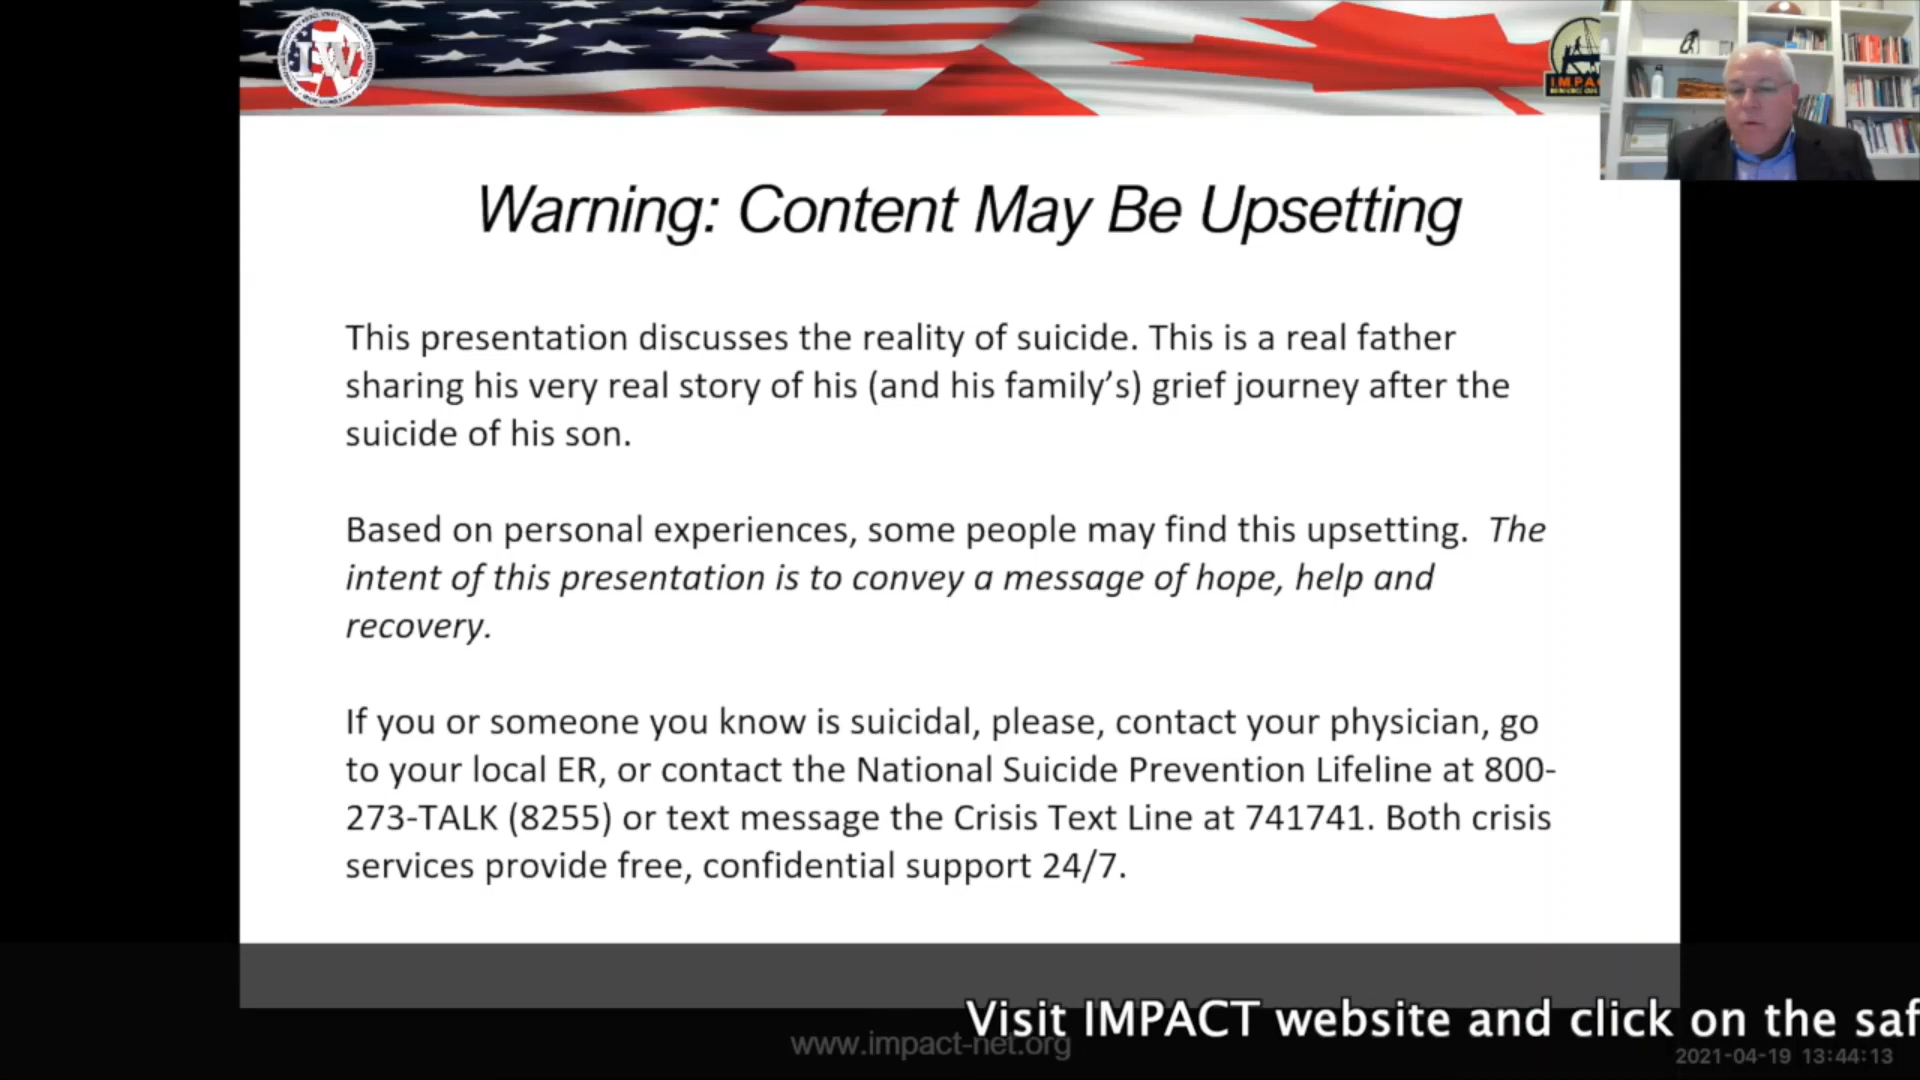 IW
IMPAC
Warning: Content May Be Upsetting
This presentation discusses the reality of suicide. This is a real father
sharing his very real story of his (and his family’s) grief journey after the
suicide of his son.
Based on personal experiences, some people may find this upsetting. The
intent of this presentation is to convey a message of hope, help and
recovery.
If you or someone you know is suicidal, please, contact your physician, go
to your local ER, or contact the National Suicide Prevention Lifeline at 800-
273-TALK (8255) or text message the Crisis Text Line at 741741. Both crisis
services provide free, confidential support 24/7.
Visit IMPACT website and click on the saf
www.impact-net.org
2021-04-19 13:44:13